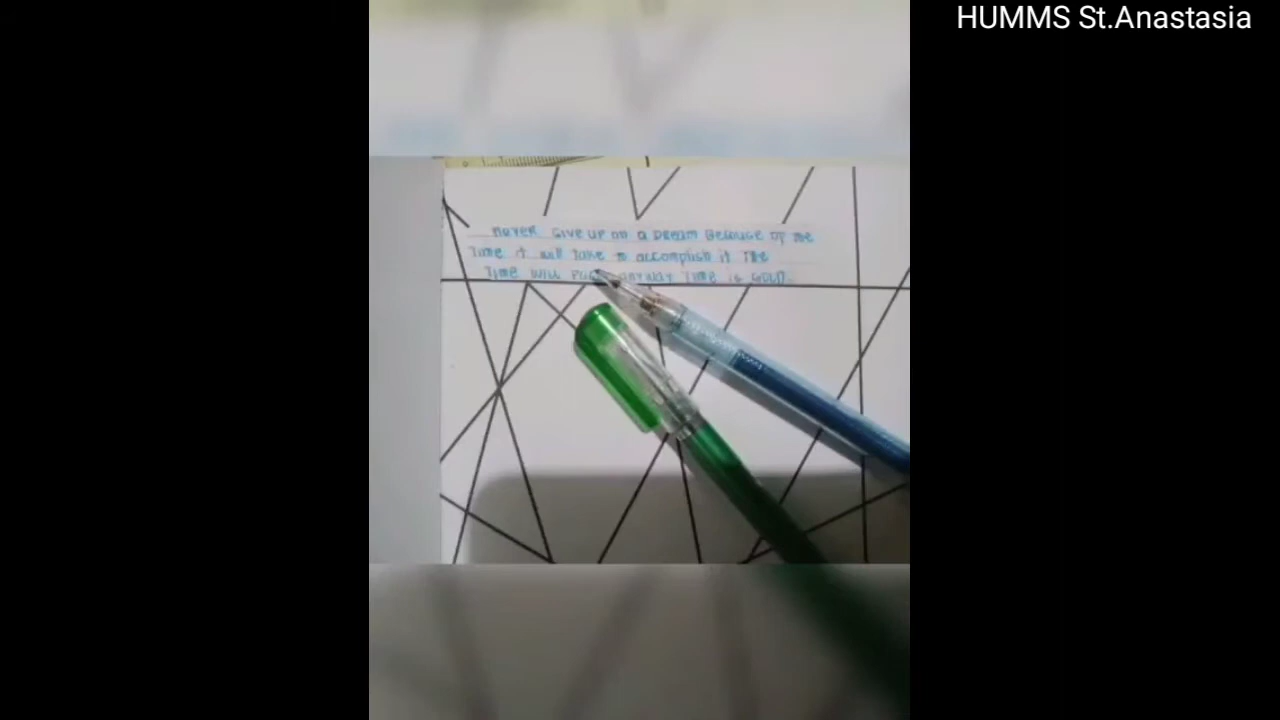 HUMMS St.Anastasia
Never Give up on a Dream Because of the
Time it will Take to accomplish it The
Time will anyway Time is GOLD.